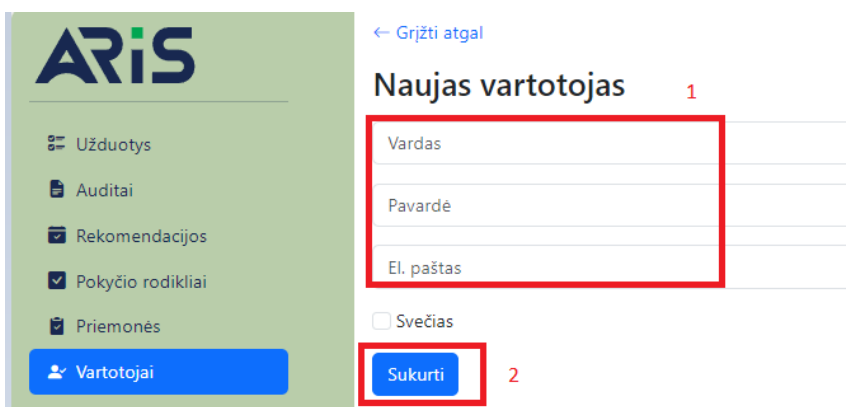 ARiS
Užduotys
Auditai
Rekomendacijos
Pokyčio rodikliai
Priemonės
Vartotojai
← Grįžti atgal
Naujas vartotojas
1
Vardas
Pavardė
El. paštas
Svečias
Sukurti
2